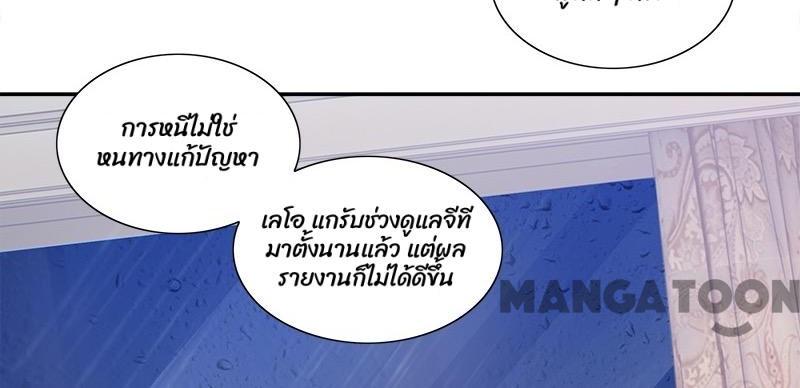 การหนีไม่ใช่
หนทางแก้ปัญหา
เลโอ แกรับช่วงดูแลจีที
มาตั้งนานแล้ว แต่ผล
รายงานก็ไม่ได้ดีขึ้น
MANGATOON